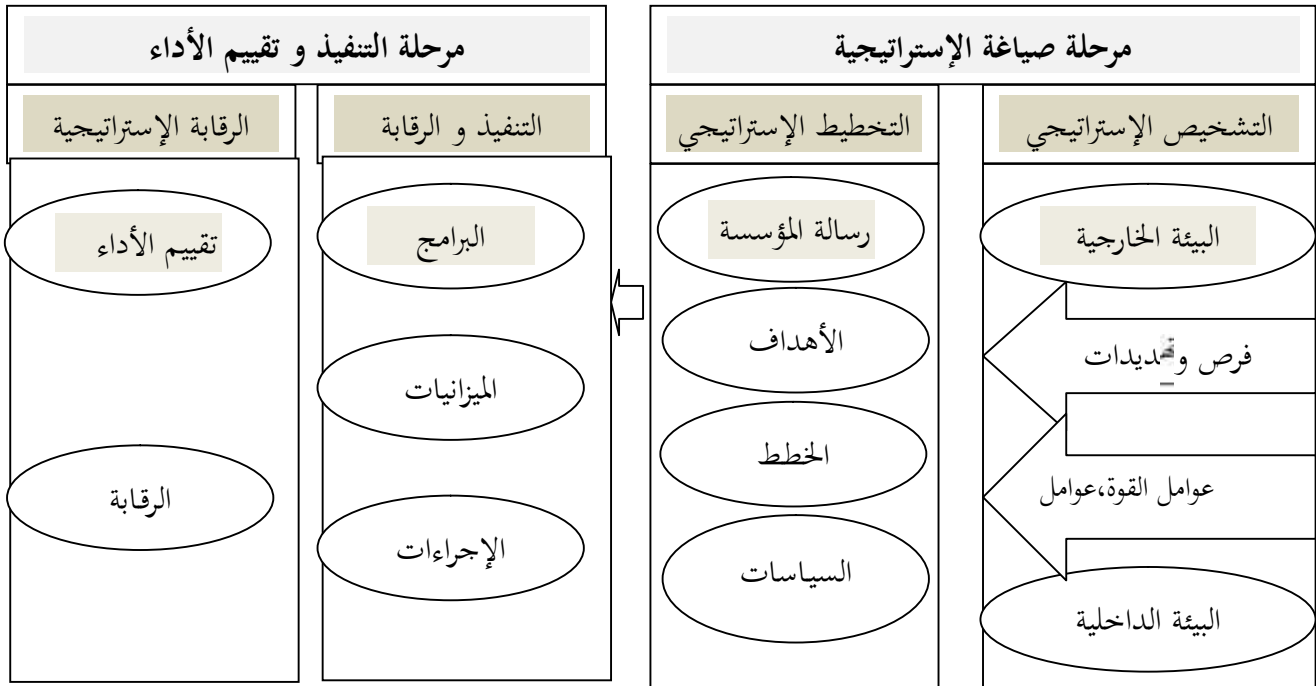 مرحلة صياغة الإستراتيجية
مرحلة التنفيذ و تقييم الأداء
التشخيص الإستراتيجي
التخطيط الإستراتيجي
التنفيذ و الرقابة
الرقابة الإستراتيجية
البيئة الخارجية
فرص و
عوامل القوة،عوامل
البيئة الداخلية
رسالة المؤسسة
الأهداف
الخطط
السياسات
البرامج
الميزانيات
الإجراءات
تقييم الأداء
الرقابة